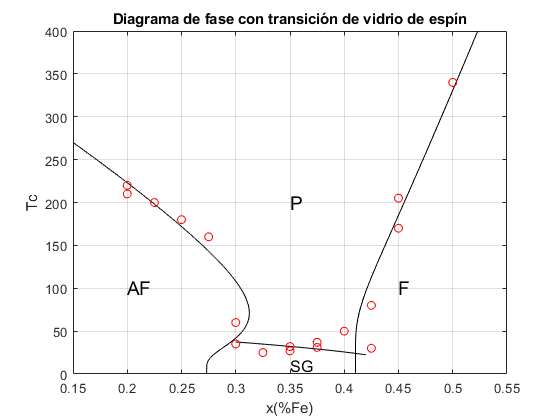 Diagrama de fase con transición de vidrio de espín
400
350
300
250
200
150
100
50
0
Tc
P
AF
F
SG
0.15 0.2 0.25 0.3 0.35 0.4 0.45 0.5 0.55
x(%Fe)